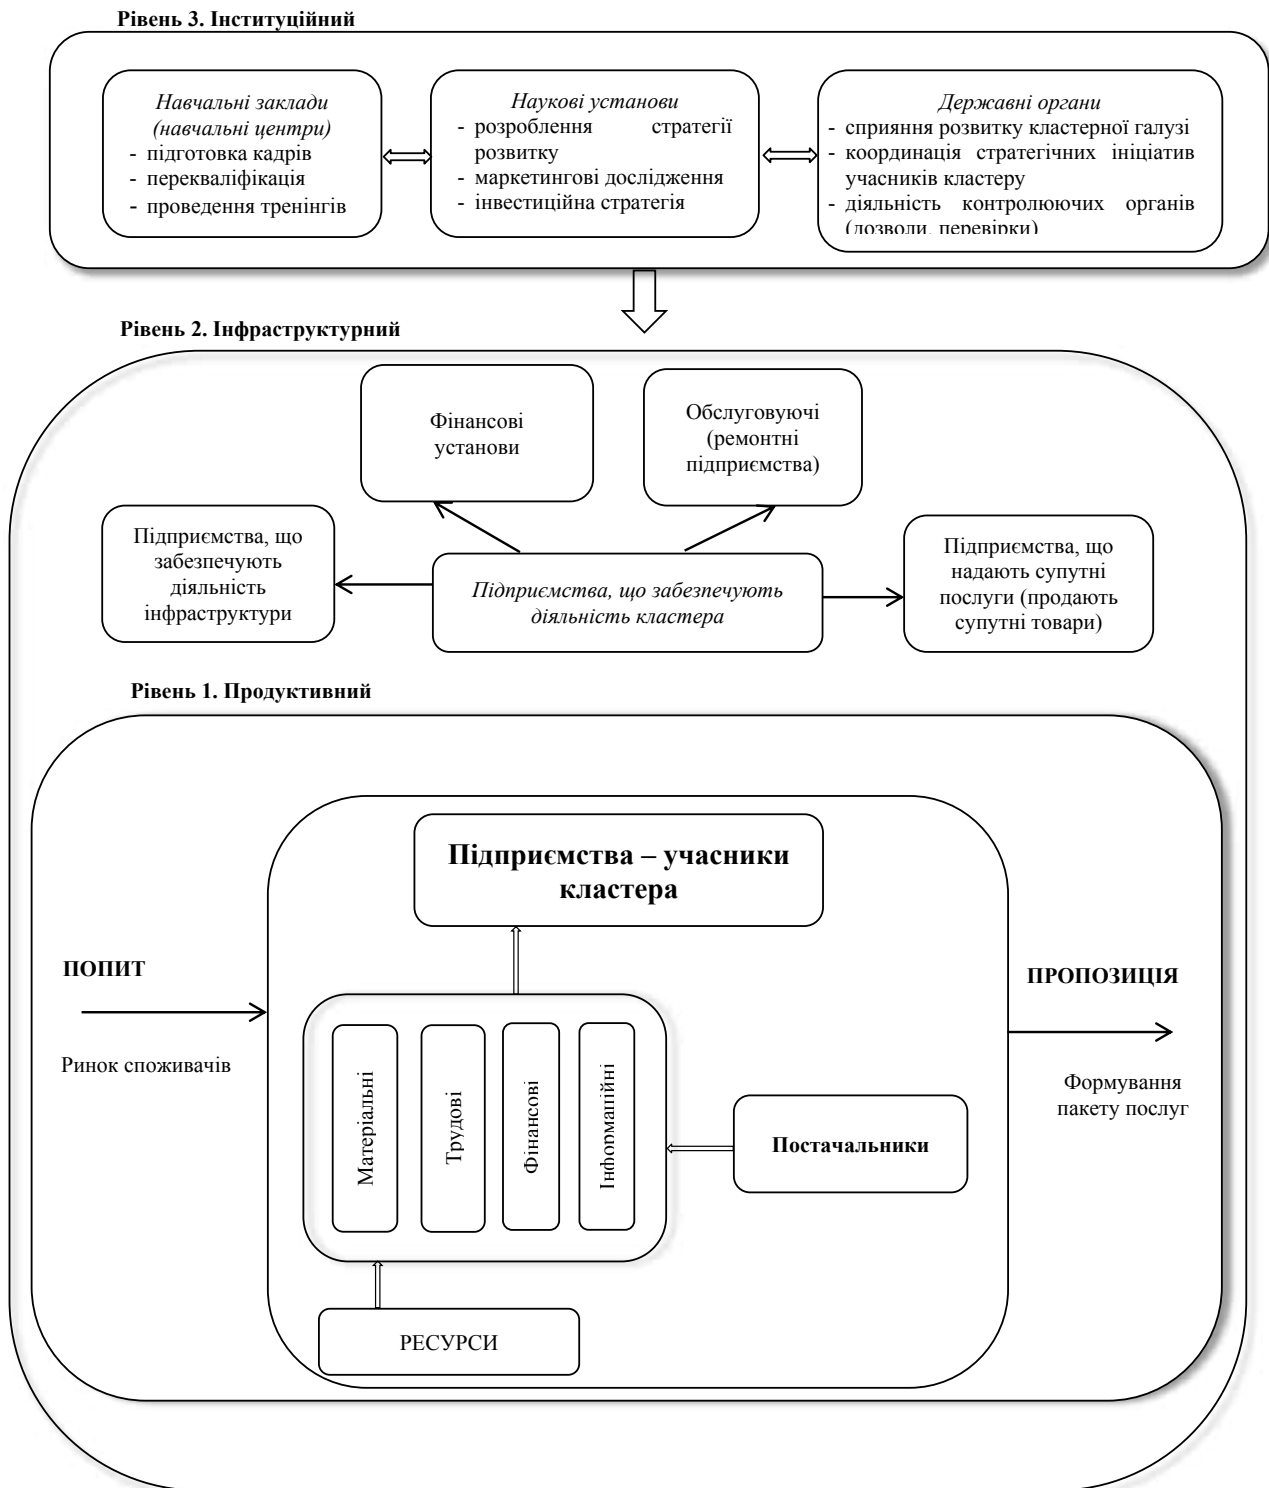 Рівень 3. Інституційний
Навчальні заклади
(навчальні центри)
- підготовка кадрів
- перекваліфікація
- проведення тренінгів
Наукові установи
- розроблення стратегії
розвитку
- маркетингові дослідження
- інвестиційна стратегія
Державні органи
- сприяння розвитку кластерної галузі
- координація стратегічних ініціатив
учасників кластеру
- діяльність контролюючих органів
(дозволи, перевірки)
Рівень 2. Інфраструктурний
Фінансові
установи
Обслуговуючі
(ремонтні
підприємства)
Підприємства, що
забезпечують
діяльність
інфраструктури
Підприємства, що забезпечують
діяльність кластера
Підприємства, що
надають супутні
послуги (продають
супутні товари)
Рівень 1. Продуктивний
Підприємства – учасники
кластера
ПОПИТ
Ринок споживачів
ПРОПОЗИЦІЯ
Формування
пакету послуг
Матеріальні
Трудові
Фінансові
Інформаційні
Постачальники
РЕСУРСИ